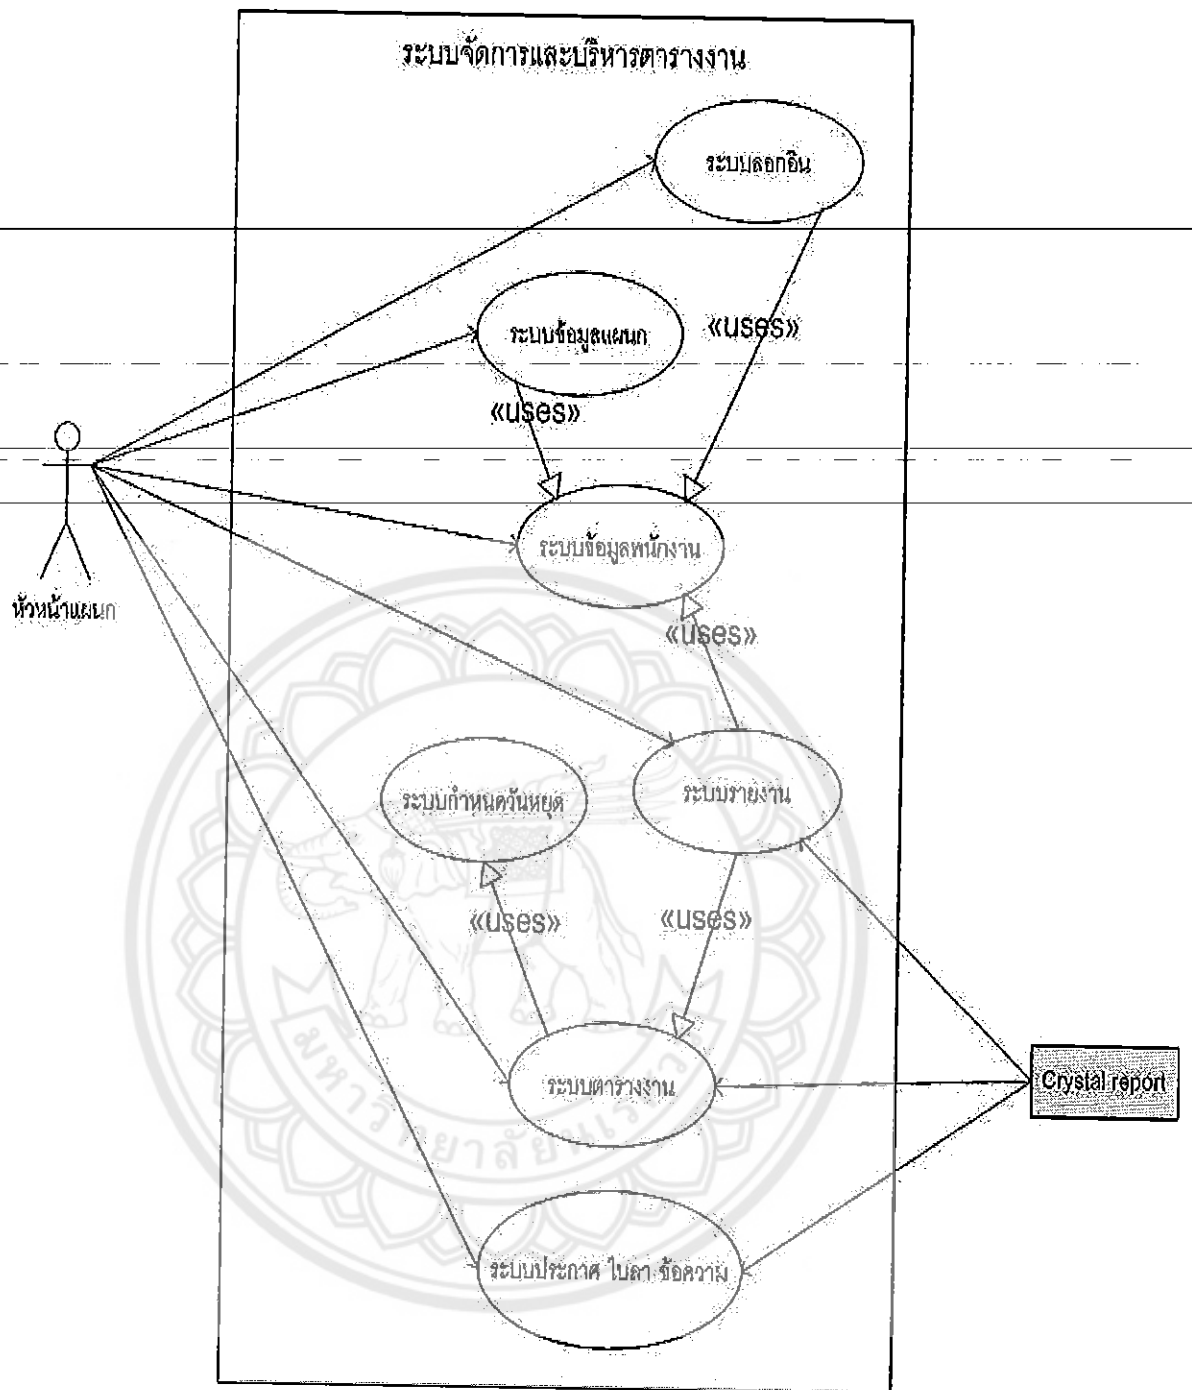 ระบบจัดการและบริหารตารางงาน
ระบบลอกอิน
ระบบข้อมูลแผนก
«uses»
«uses»
ระบบข้อมูลพนักงาน
หัวหน้าแผนก
«uses»
ระบบกำหนดวันหยุด
ระบบรายงาน
«uses»
«uses»
ระบบตารางงาน
Crystal report
ระบบประกาศ ใบลา ข้อความ